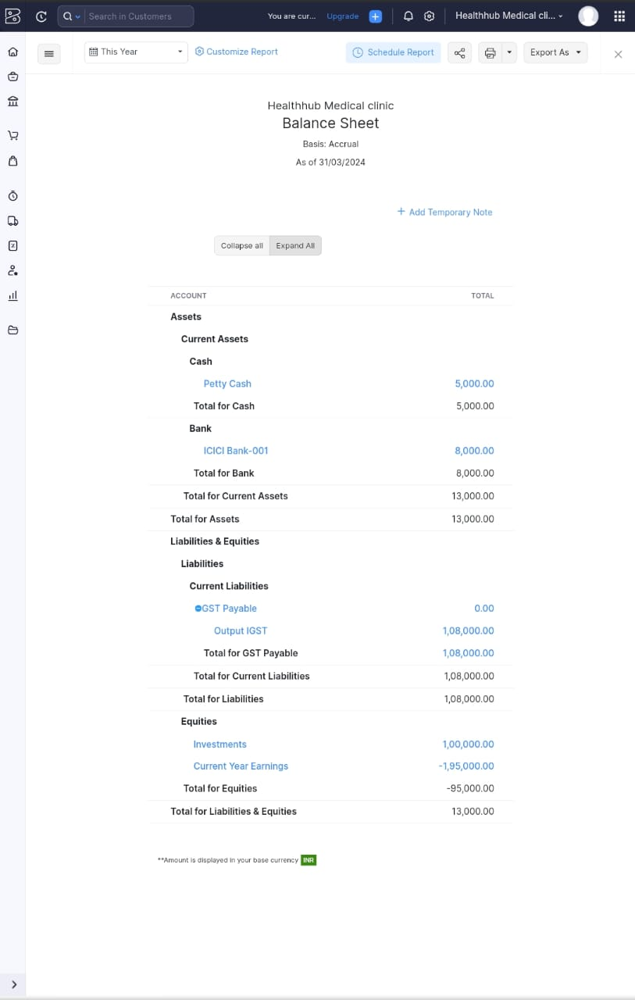 Search in Customers You are cur... Upgrade Healthhub Medical cli...
This Year Customize Report Schedule Report Export As
Healthhub Medical clinic
Balance Sheet
Basis: Accrual
As of 31/03/2024
+ Add Temporary Note
Collapse all Expand All
ACCOUNT TOTAL
Assets
Current Assets
Cash
Petty Cash 5,000.00
Total for Cash 5,000.00
Bank
ICICI Bank-001 8,000.00
Total for Bank 8,000.00
Total for Current Assets 13,000.00
Total for Assets 13,000.00
Liabilities & Equities
Liabilities
Current Liabilities
GST Payable 0.00
Output IGST 1,08,000.00
Total for GST Payable 1,08,000.00
Total for Current Liabilities 1,08,000.00
Total for Liabilities 1,08,000.00
Equities
Investments 1,00,000.00
Current Year Earnings -1,95,000.00
Total for Equities -95,000.00
Total for Liabilities & Equities 13,000.00
**Amount is displayed in your base currency INR